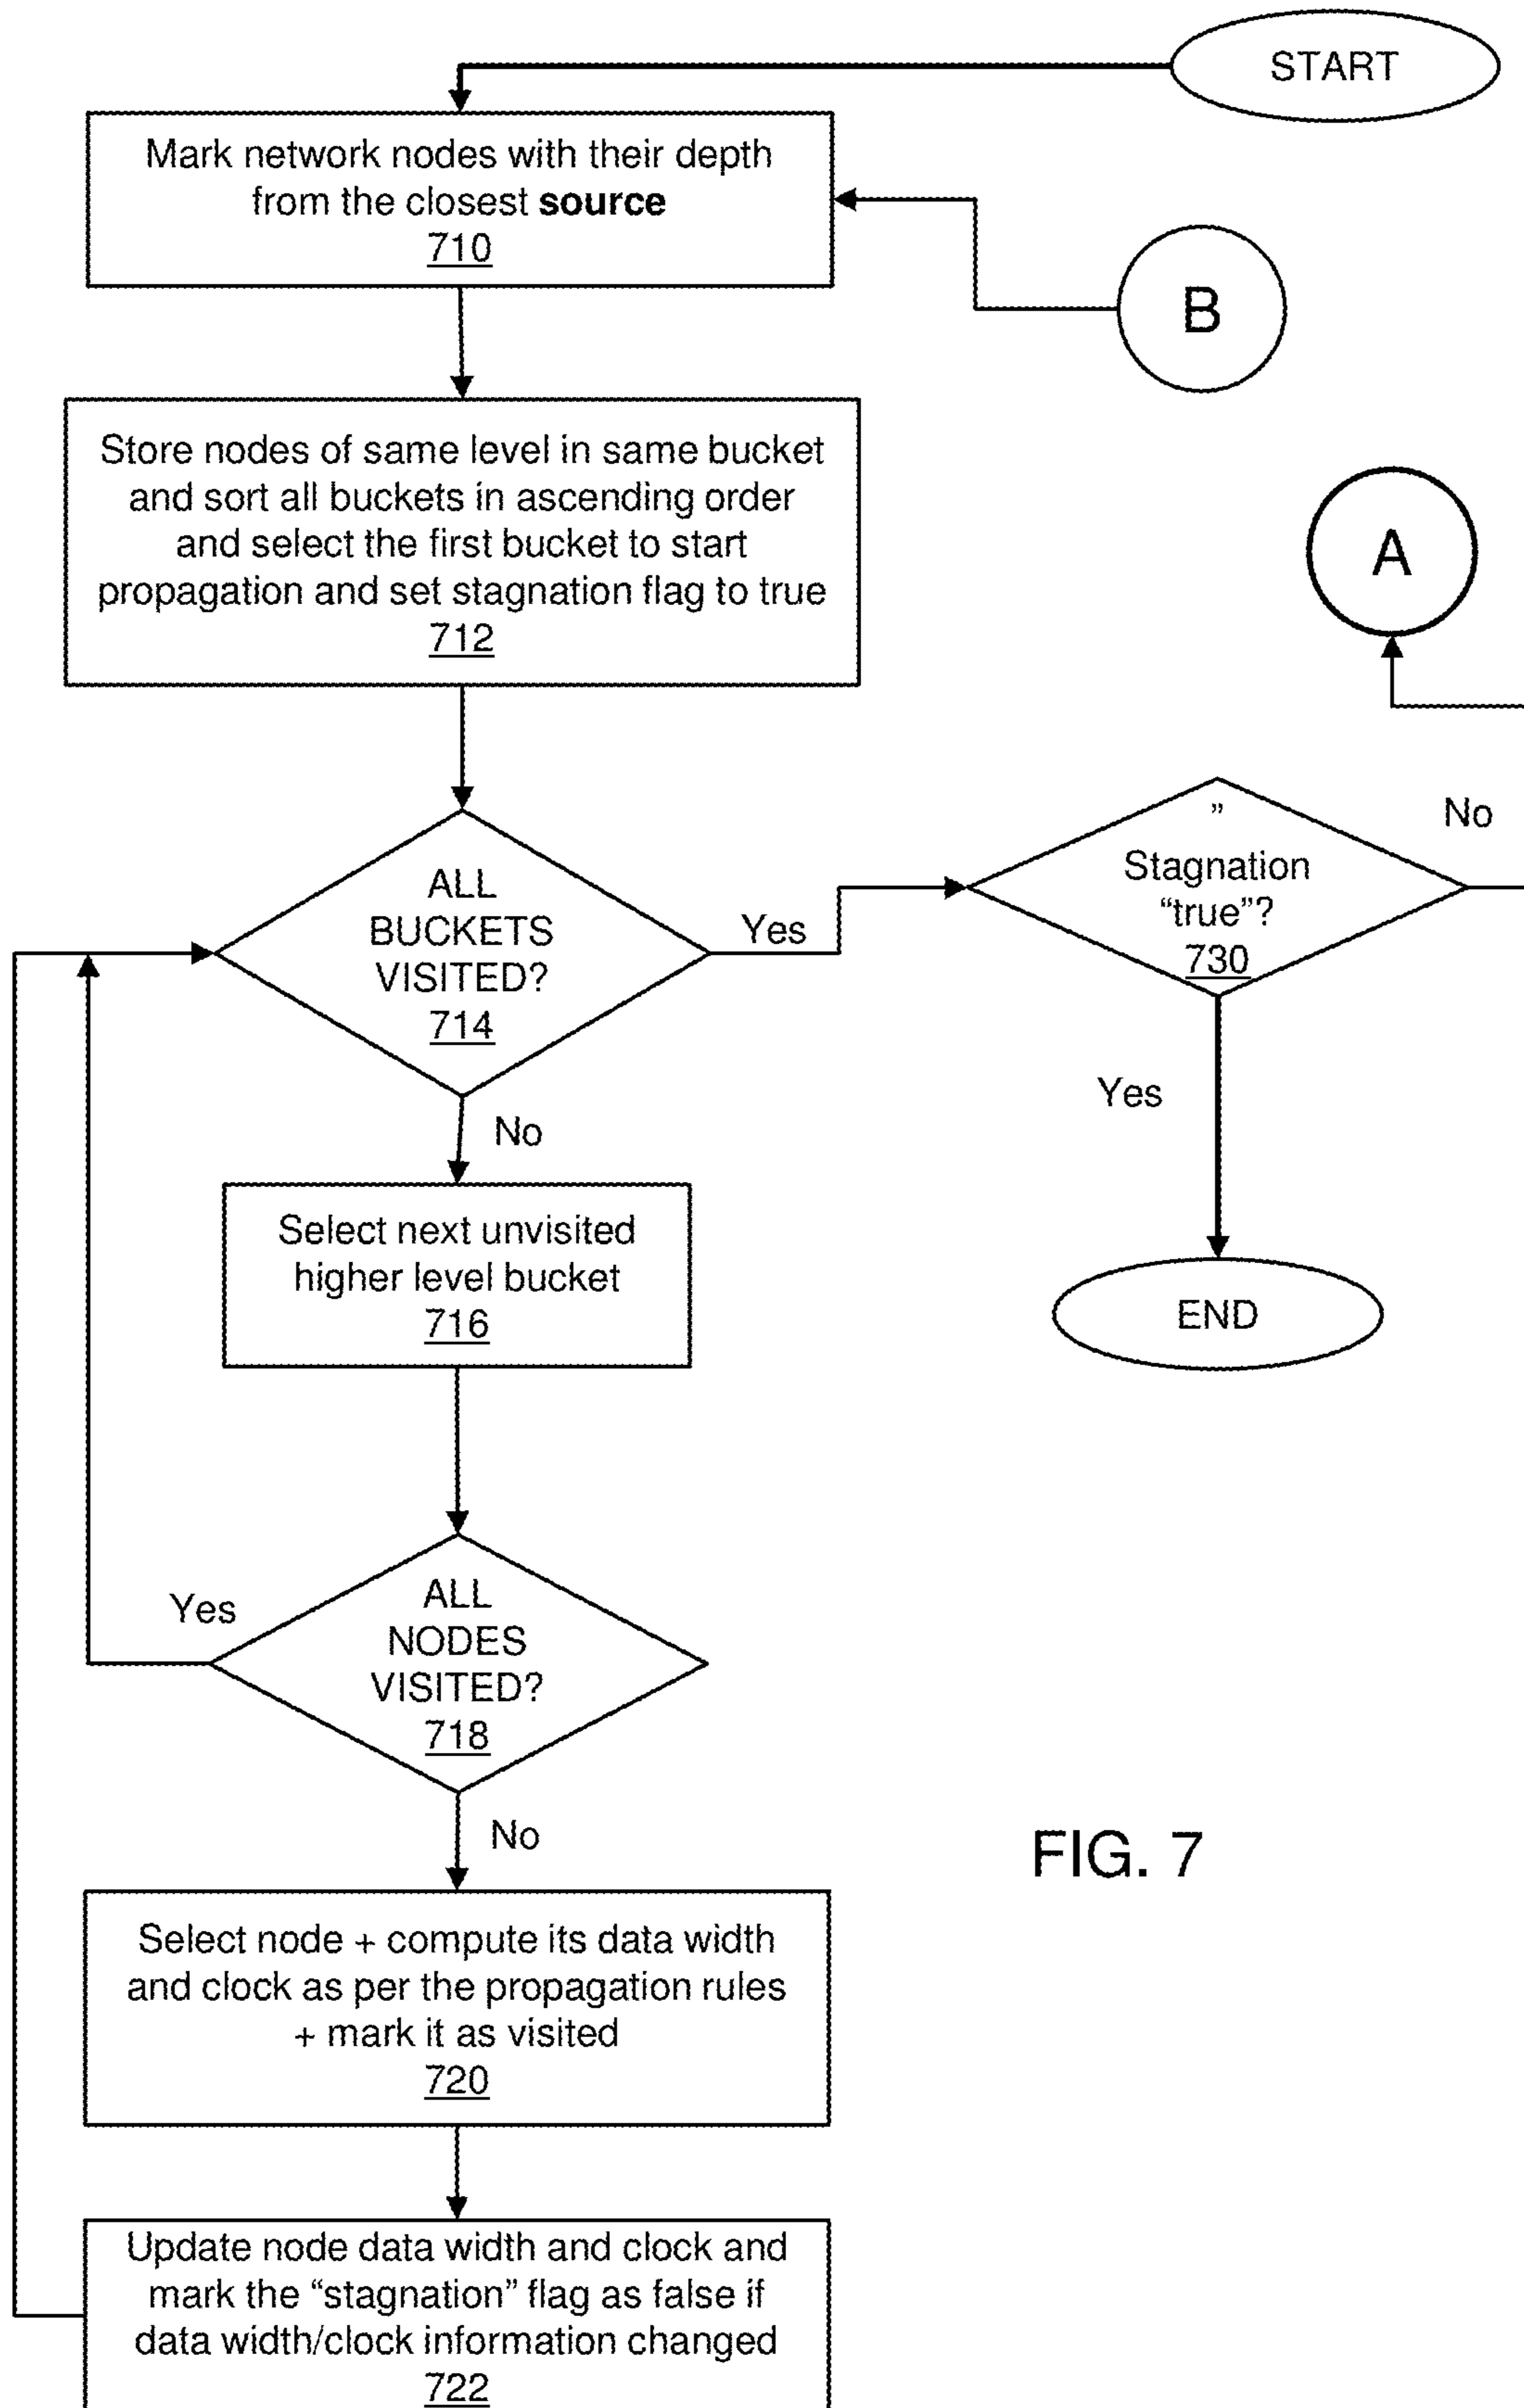 START
Mark network nodes with their depth
from the closest source
710
B
Store nodes of same level in same bucket
and sort all buckets in ascending order
and select the first bucket to start
propagation and set stagnation flag to true
712
A
ALL
BUCKETS
VISITED?
714
Yes
”
Stagnation
“true”?
730
No
Yes
END
No
Select next unvisited
higher level bucket
716
ALL
NODES
VISITED?
718
Yes
No
Select node + compute its data width
and clock as per the propagation rules
+ mark it as visited
720
Update node data width and clock and
mark the “stagnation” flag as false if
data width/clock information changed
722
FIG. 7